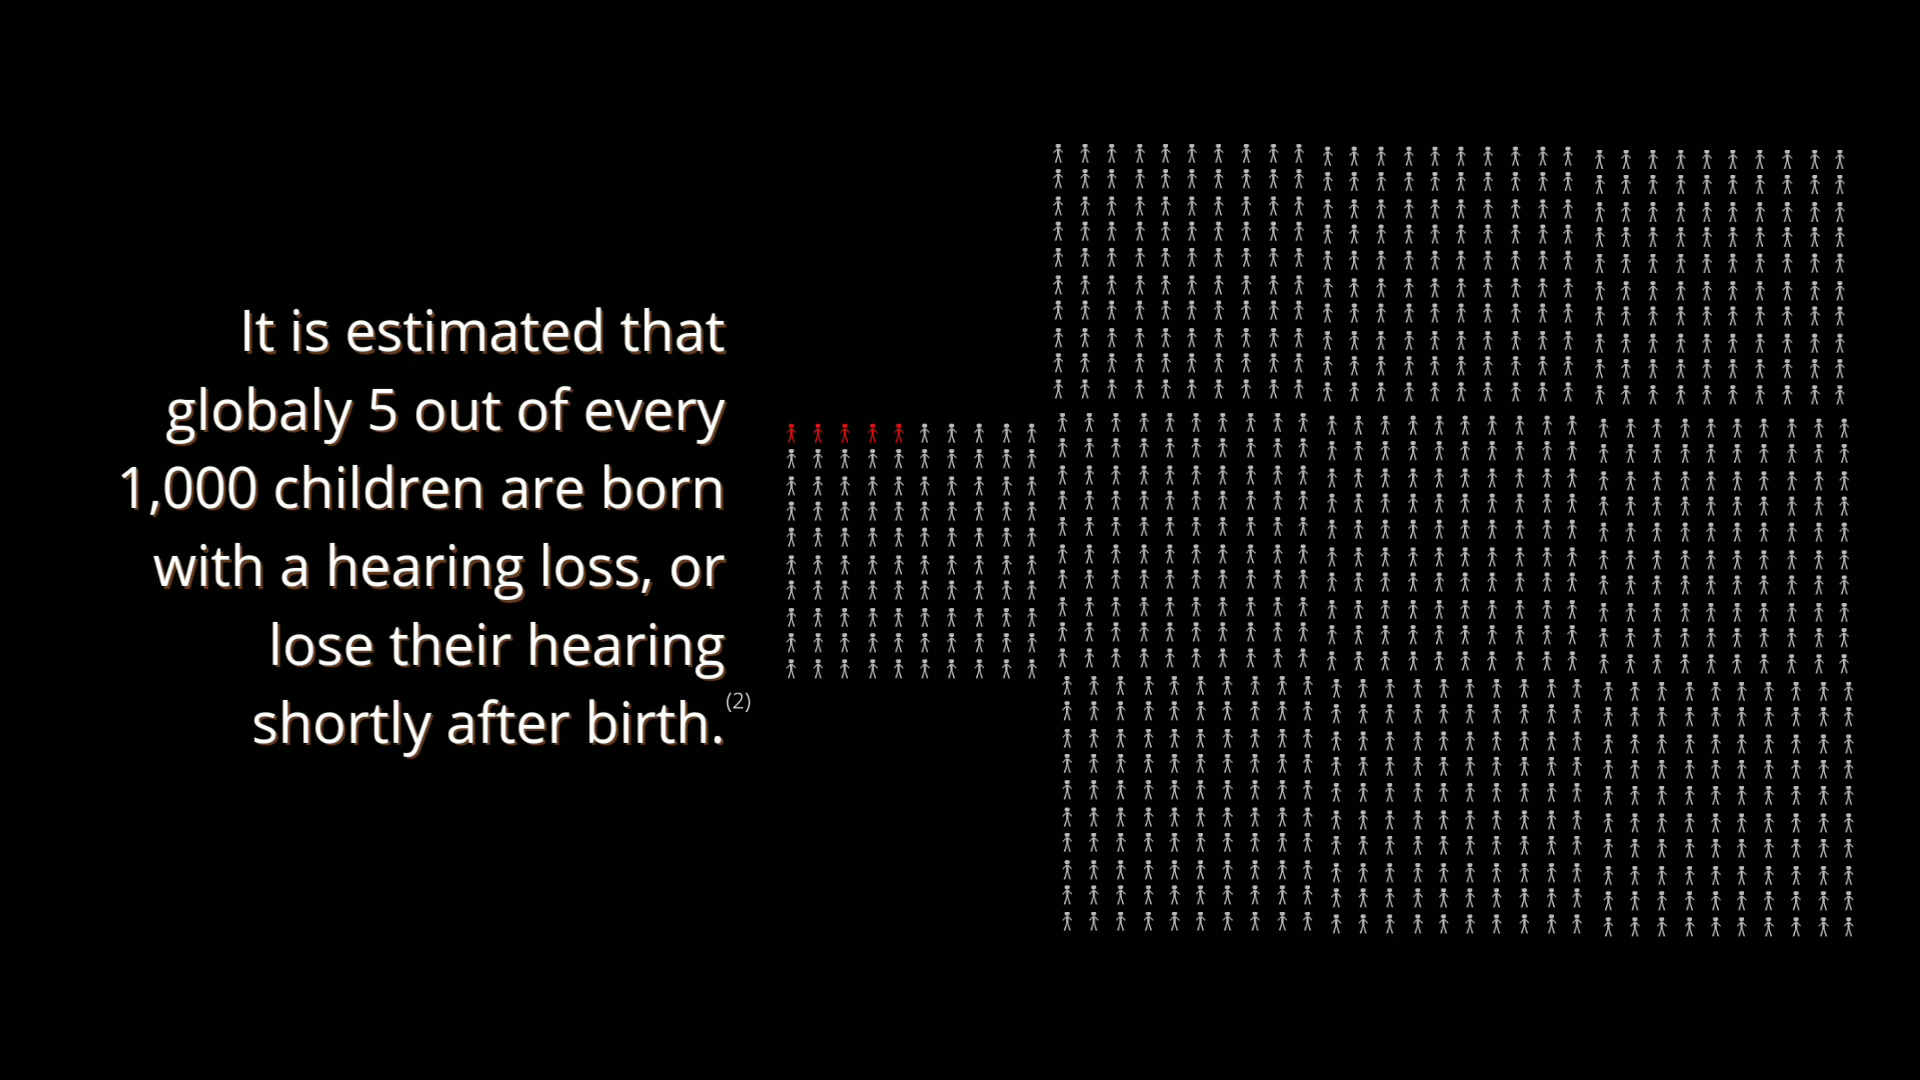 It is estimated that
globaly 5 out of every
1,000 children are born
with a hearing loss, or
lose their hearing
shortly after birth.(2)